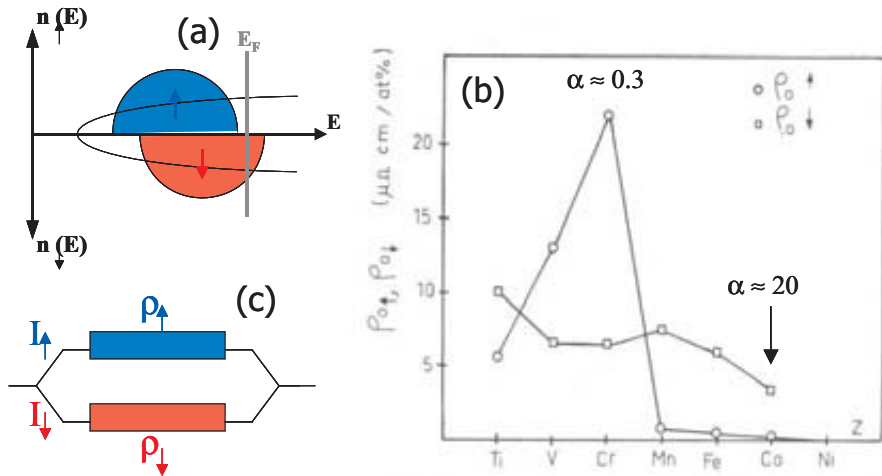 n (E)
↑
(a)
E_F
E
n (E)
↓
(c)
ρ↑
I↑
I↓
ρ↓
(b)
α ≈ 0.3
ρ₀↑
ρ₀↓
ρ₀↑, ρ₀↓ (μΩ cm / at%)
20
15
10
5
α ≈ 20
Z
Ti V Cr Mn Fe Co Ni